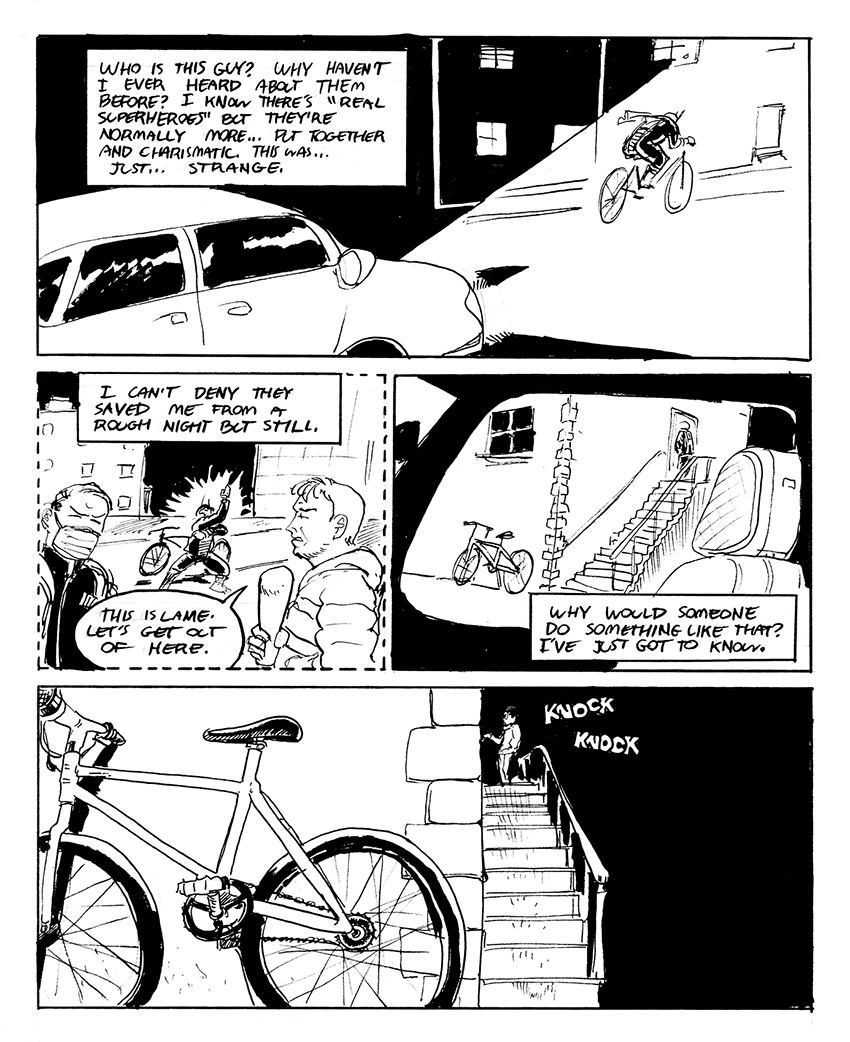 WHO IS THIS GUY? WHY HAVEN'T
I EVER HEARD ABOUT THEM
BEFORE? I KNOW THERE'S "REAL
SUPERHEROES" BUT THEY'RE
NORMALLY MORE... PUT TOGETHER
AND CHARISMATIC. THIS WAS...
JUST... STRANGE.
I CAN'T DENY THEY
SAVED ME FROM A
ROUGH NIGHT BUT STILL.
THIS IS LAME.
LET'S GET OUT
OF HERE.
WHY WOULD SOMEONE
DO SOMETHING LIKE THAT?
I'VE JUST GOT TO KNOW.
KNOCK
KNOCK